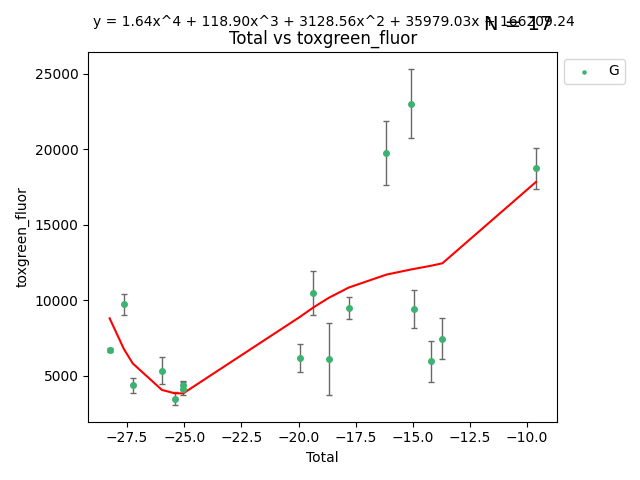 y = 1.64x^4 + 118.90x^3 + 3128.56x^2 + 35979.03x + 166209.24
N = 17
Total vs toxgreen_fluor
G
25000
20000
15000
10000
5000
toxgreen_fluor
−27.5 −25.0 −22.5 −20.0 −17.5 −15.0 −12.5 −10.0
Total